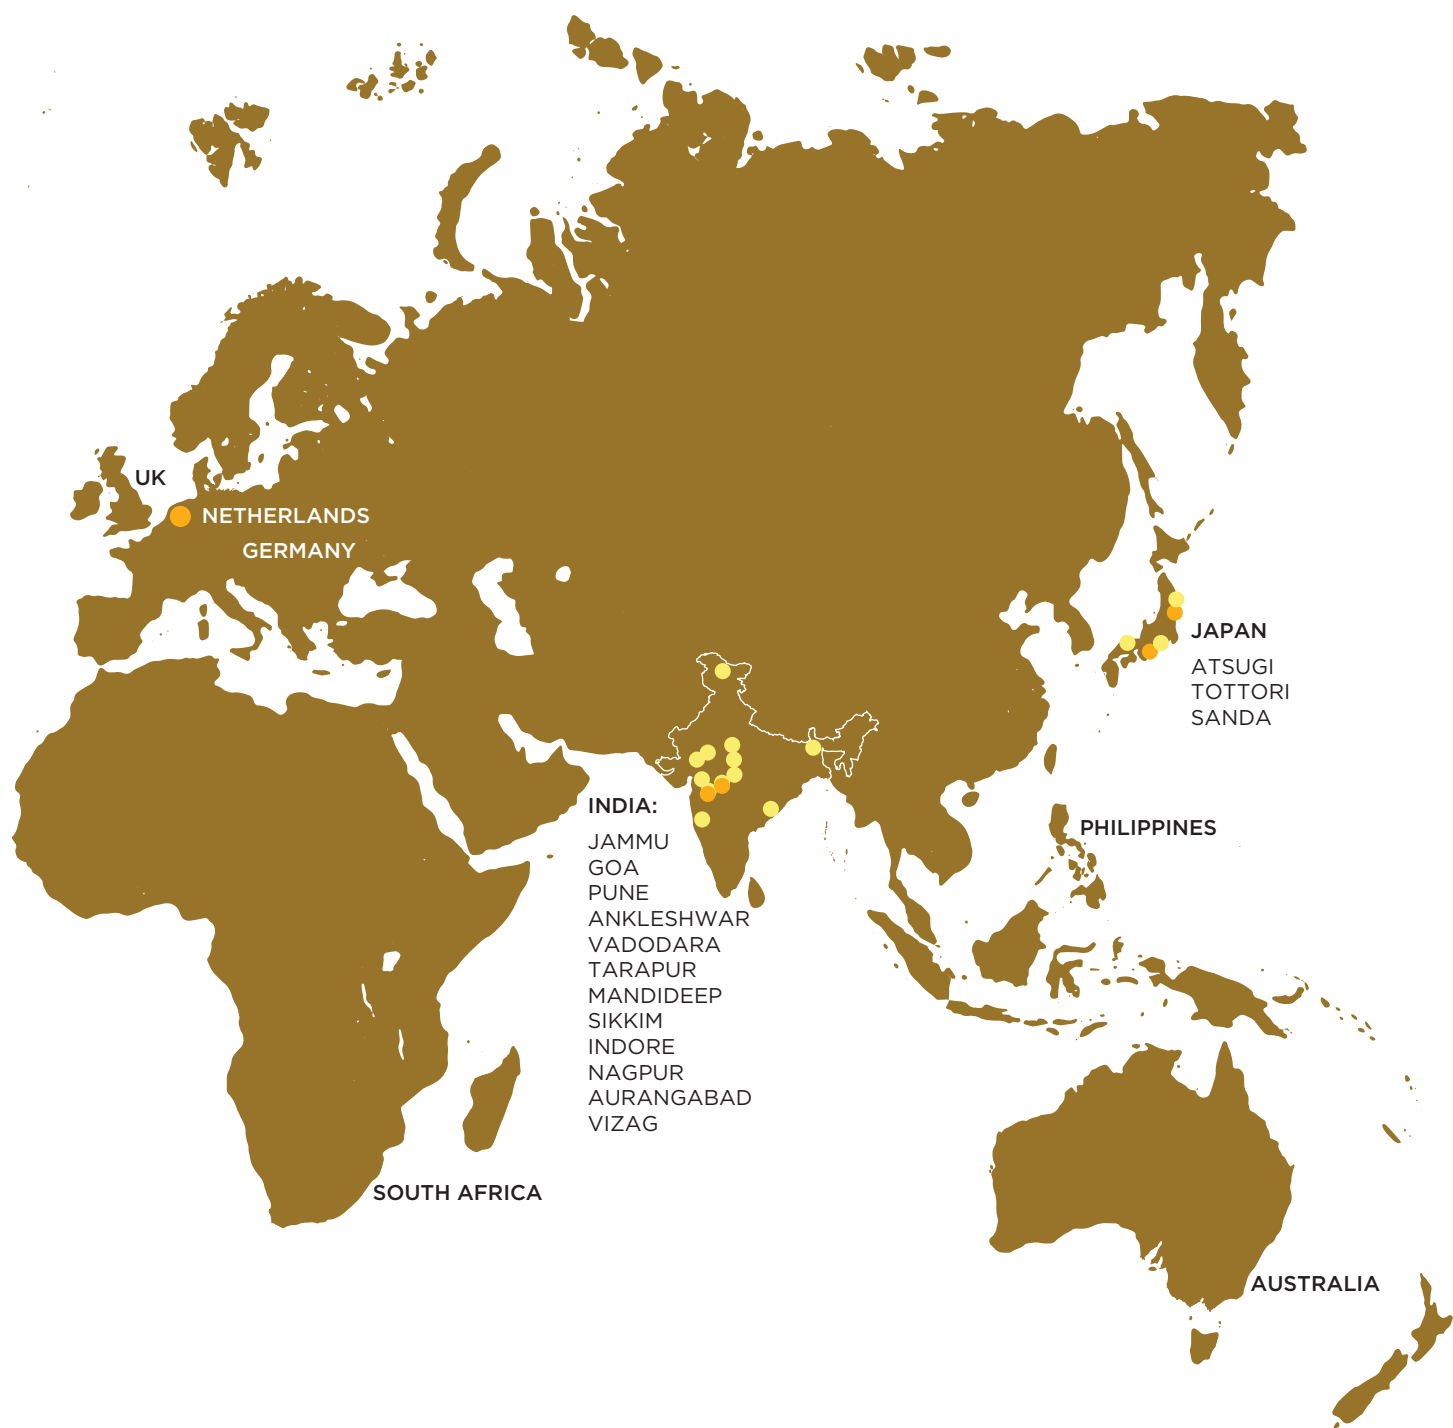 UK
NETHERLANDS
GERMANY
JAPAN
ATSUGI
TOTTORI
SANDA
INDIA:
JAMMU
GOA
PUNE
ANKLESHWAR
VADODARA
TARAPUR
MANDIDEEP
SIKKIM
INDORE
NAGPUR
AURANGABAD
VIZAG
PHILIPPINES
SOUTH AFRICA
AUSTRALIA